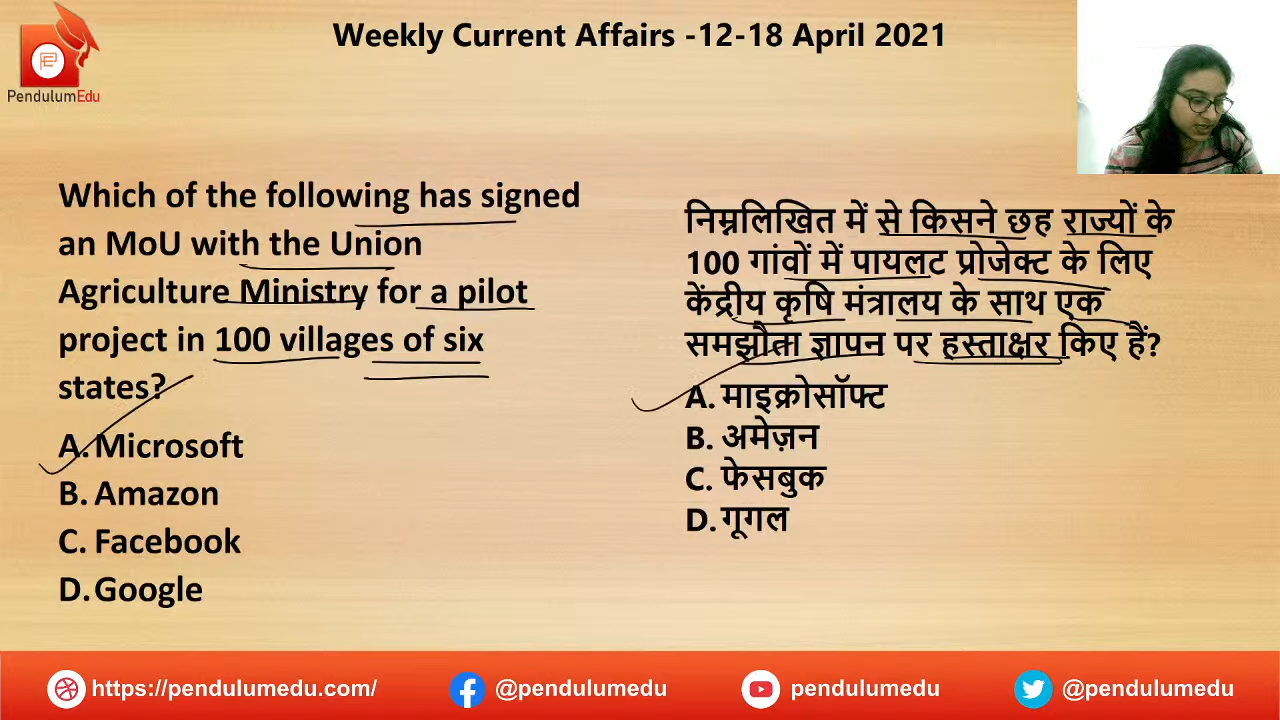 Weekly Current Affairs -12-18 April 2021
PendulumEdu
Which of the following has signed
an MoU with the Union
Agriculture Ministry for a pilot
project in 100 villages of six
states?
A. Microsoft
B. Amazon
C. Facebook
D. Google
निम्नलिखित में से किसने छह राज्यों के
100 गांवों में पायलट प्रोजेक्ट के लिए
केंद्रीय कृषि मंत्रालय के साथ एक
समझौता ज्ञापन पर हस्ताक्षर किए हैं?
A. माइक्रोसॉफ्ट
B. अमेज़न
C. फेसबुक
D. गूगल
https://pendulumedu.com/ @pendulumedu pendulumedu @pendulumedu